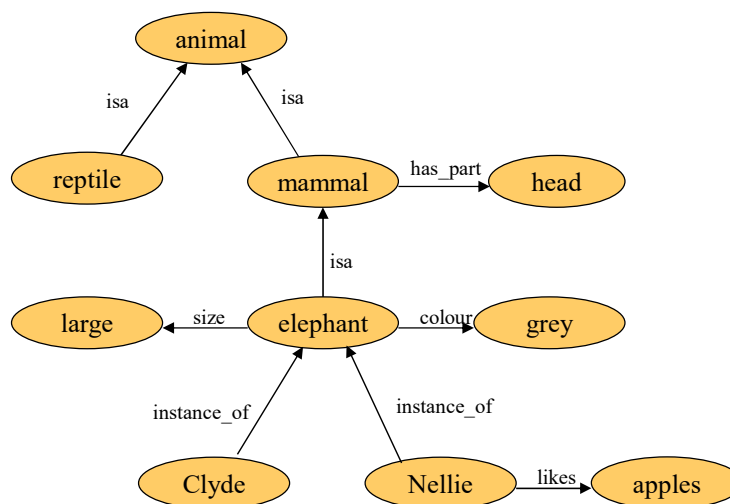 animal
isa
isa
reptile
mammal
has_part
head
isa
large
size
elephant
colour
grey
instance_of
instance_of
Clyde
Nellie
likes
apples